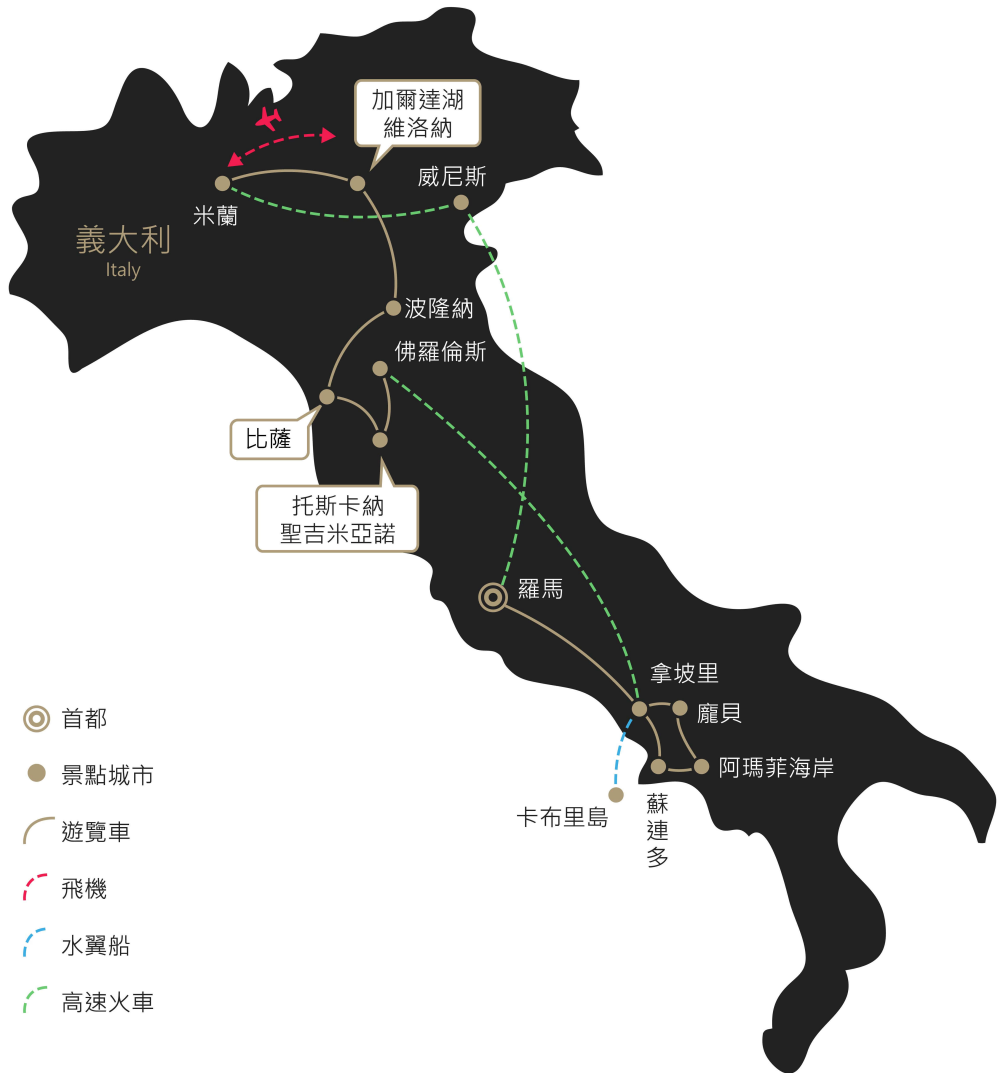 加爾達湖
維洛納
威尼斯
米蘭
義大利
Italy
波隆納
佛羅倫斯
比薩
托斯卡納
聖吉米亞諾
羅馬
拿坡里
龐貝
阿瑪菲海岸
卡布里島
蘇連多
首都
景點城市
遊覽車
飛機
水翼船
高速火車